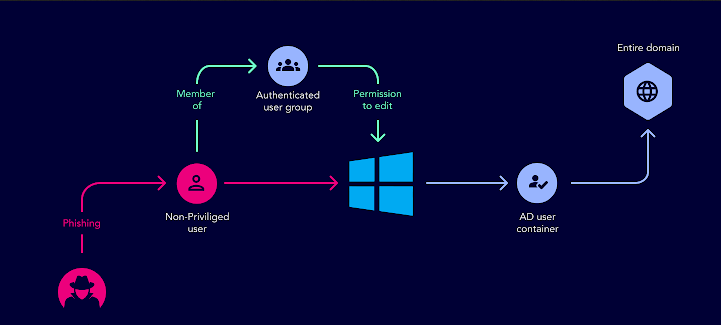 Entire domain
Member
of
Authenticated
user group
Permission
to edit
Phishing
Non-Priviliged
user
AD user
container